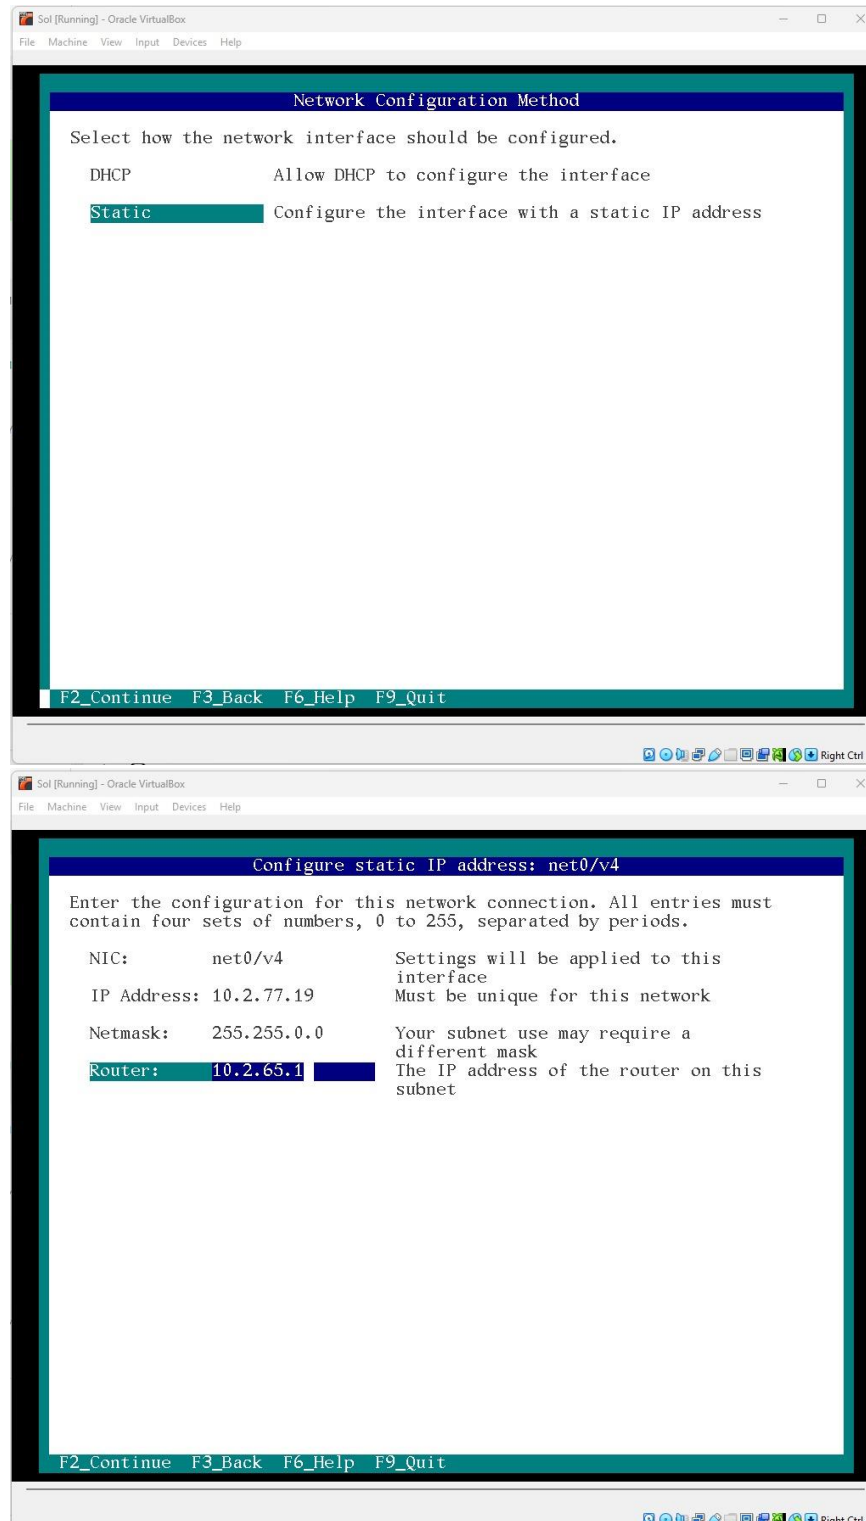 Sol [Running] - Oracle VirtualBox
File Machine View Input Devices Help
Network Configuration Method
Select how the network interface should be configured.
DHCP Allow DHCP to configure the interface
Static Configure the interface with a static IP address
F2_Continue F3_Back F6_Help F9_Quit
Right Ctrl
Sol [Running] - Oracle VirtualBox
File Machine View Input Devices Help
Configure static IP address: net0/v4
Enter the configuration for this network connection. All entries must
contain four sets of numbers, 0 to 255, separated by periods.
NIC: net0/v4 Settings will be applied to this
interface
IP Address: 10.2.77.19 Must be unique for this network
Netmask: 255.255.0.0 Your subnet use may require a
different mask
Router: 10.2.65.1 The IP address of the router on this
subnet
F2_Continue F3_Back F6_Help F9_Quit
Right Ctrl